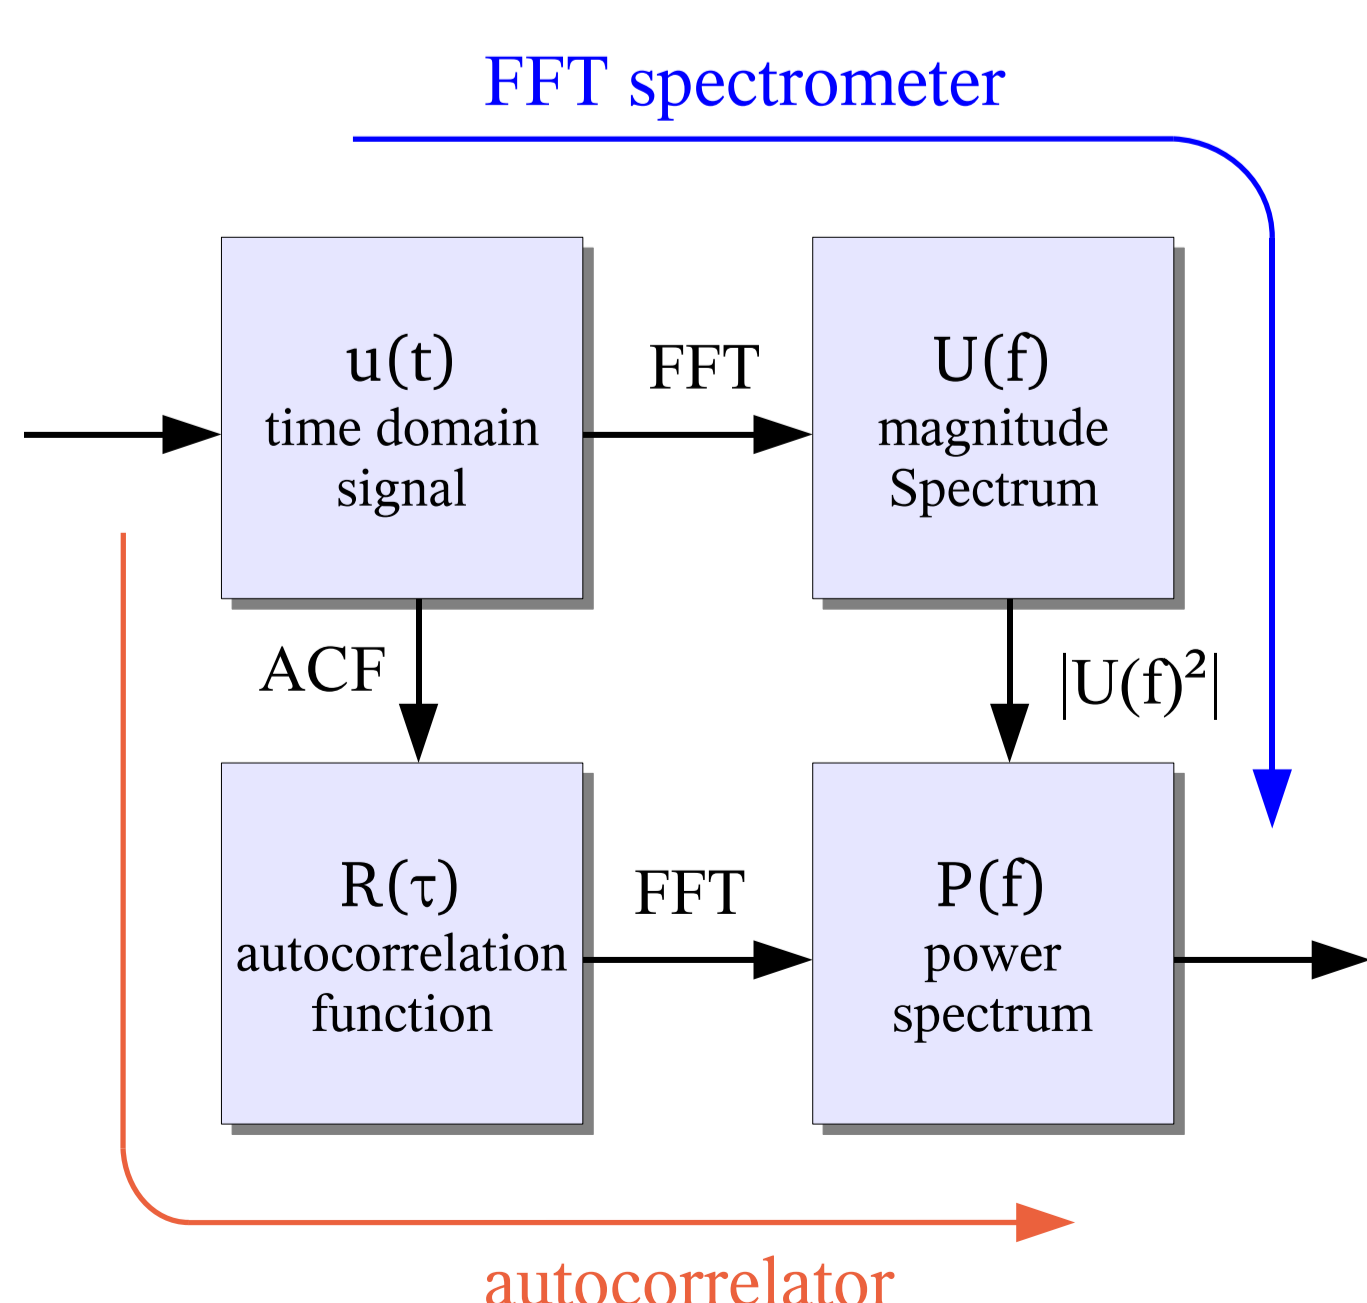 FFT spectrometer
u(t)
time domain
signal
FFT
U(f)
magnitude
Spectrum
ACF
|U(f)²|
R(τ)
autocorrelation
function
FFT
P(f)
power
spectrum
autocorrelator